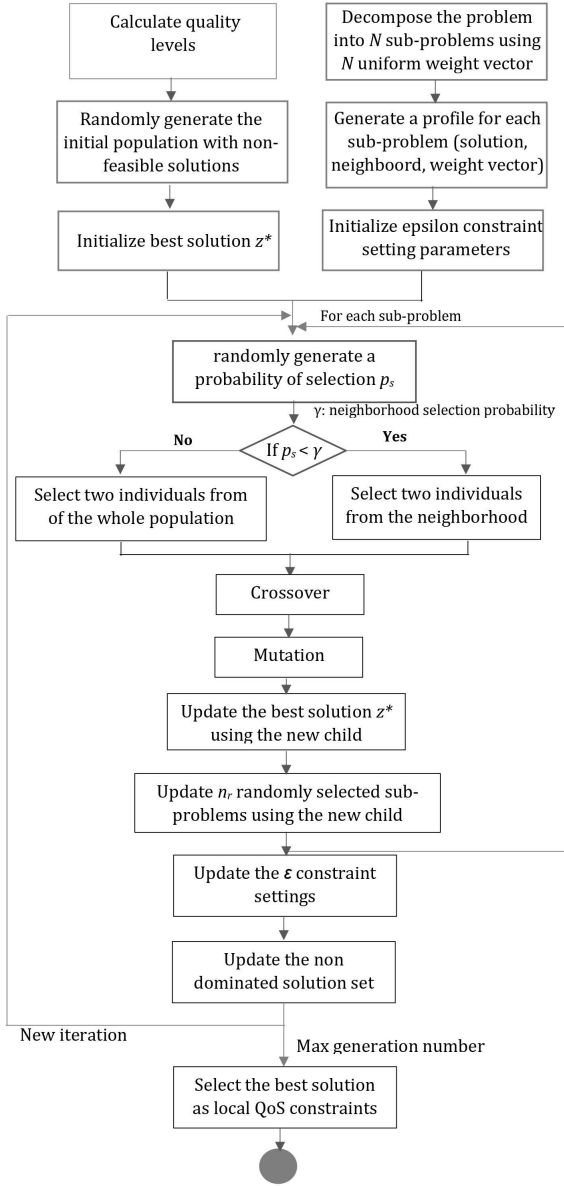 Calculate quality
levels
Decompose the problem
into N sub-problems using
N uniform weight vector
Randomly generate the
initial population with non-
feasible solutions
Generate a profile for each
sub-problem (solution,
neighboord, weight vector)
Initialize best solution z*
Initialize epsilon constraint
setting parameters
For each sub-problem
randomly generate a
probability of selection pₛ
γ: neighborhood selection probability
No
If pₛ < γ
Yes
Select two individuals from
of the whole population
Select two individuals
from the neighborhood
Crossover
Mutation
Update the best solution z*
using the new child
Update nᵣ randomly selected sub-
problems using the new child
Update the ε constraint
settings
Update the non
dominated solution set
New iteration
Max generation number
Select the best solution
as local QoS constraints